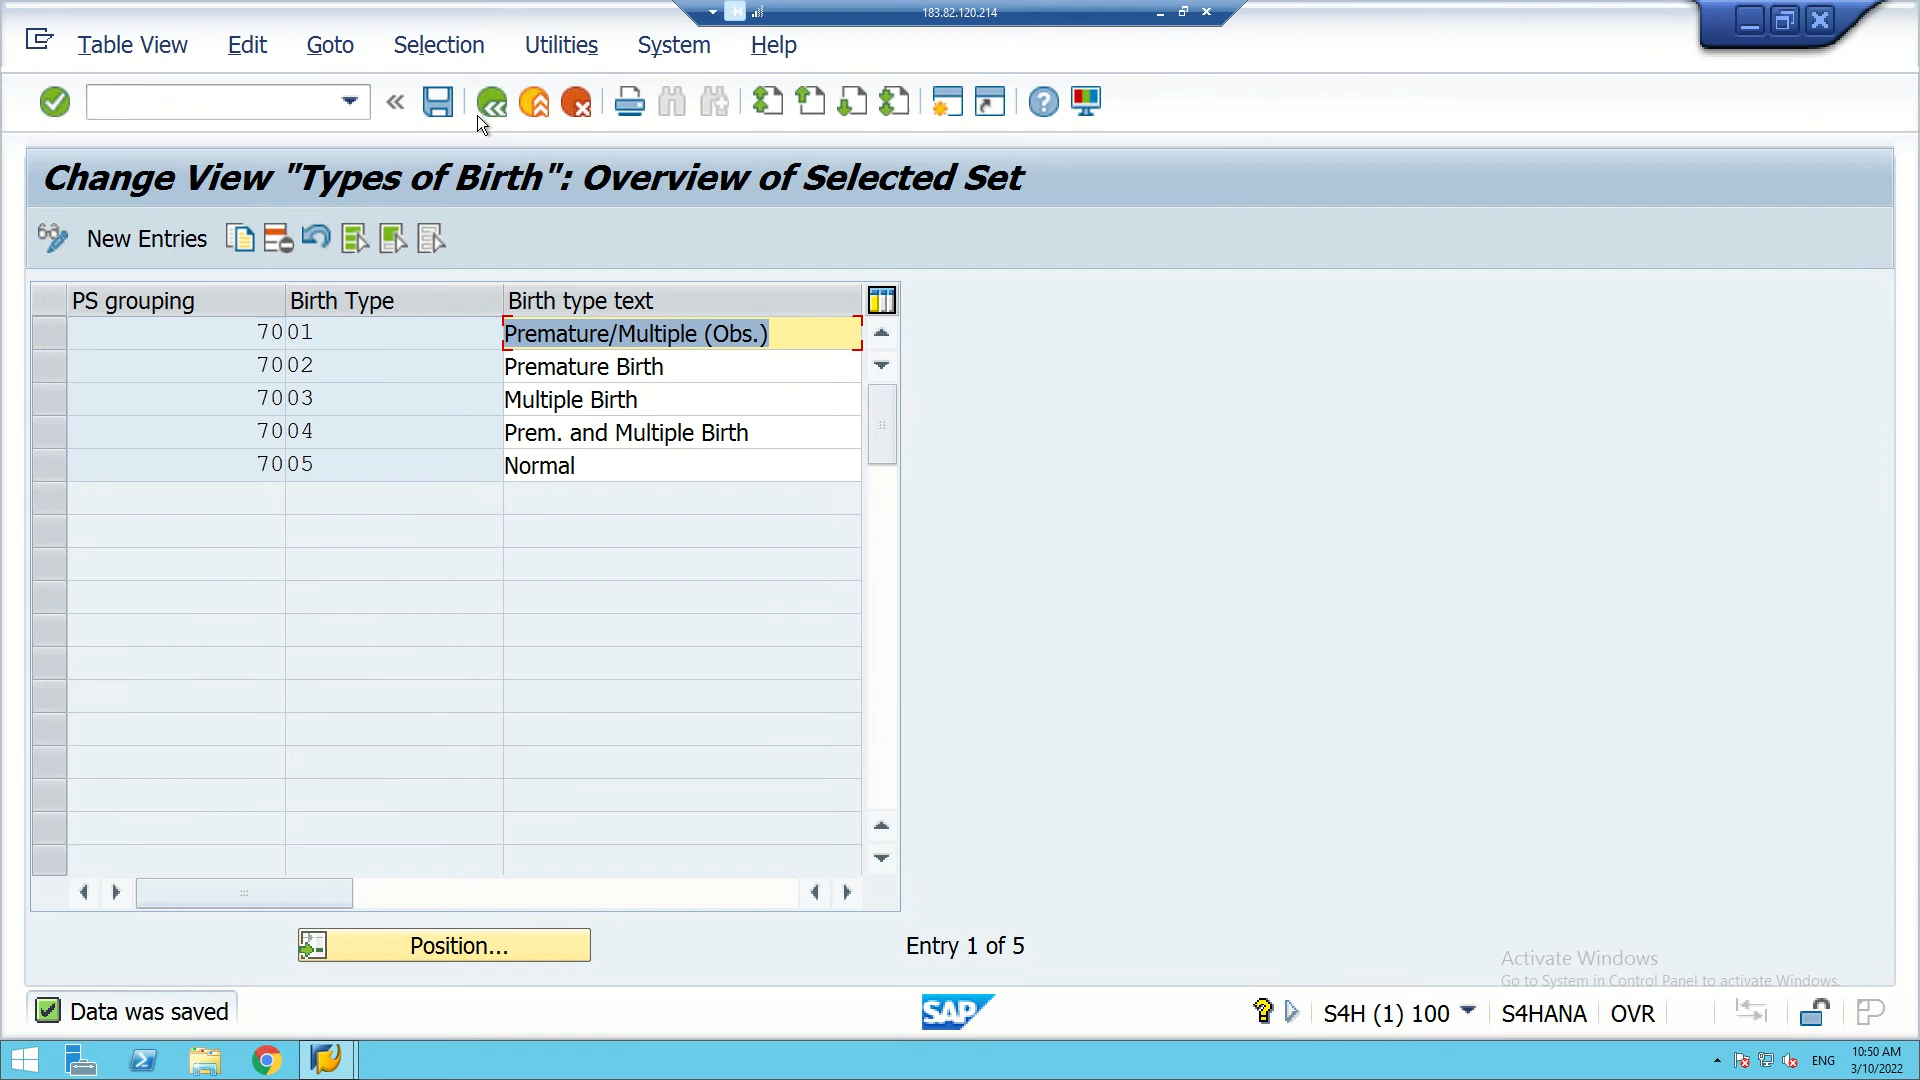 183.82.120.214
Table View Edit Goto Selection Utilities System Help
Change View "Types of Birth": Overview of Selected Set
New Entries
PS grouping Birth Type Birth type text
70 01 Premature/Multiple (Obs.)
70 02 Premature Birth
70 03 Multiple Birth
70 04 Prem. and Multiple Birth
70 05 Normal
Position... Entry 1 of 5
Activate Windows
Go to System in Control Panel to activate Windows.
Data was saved SAP S4H (1) 100 S4HANA OVR
ENG 10:50 AM
3/10/2022